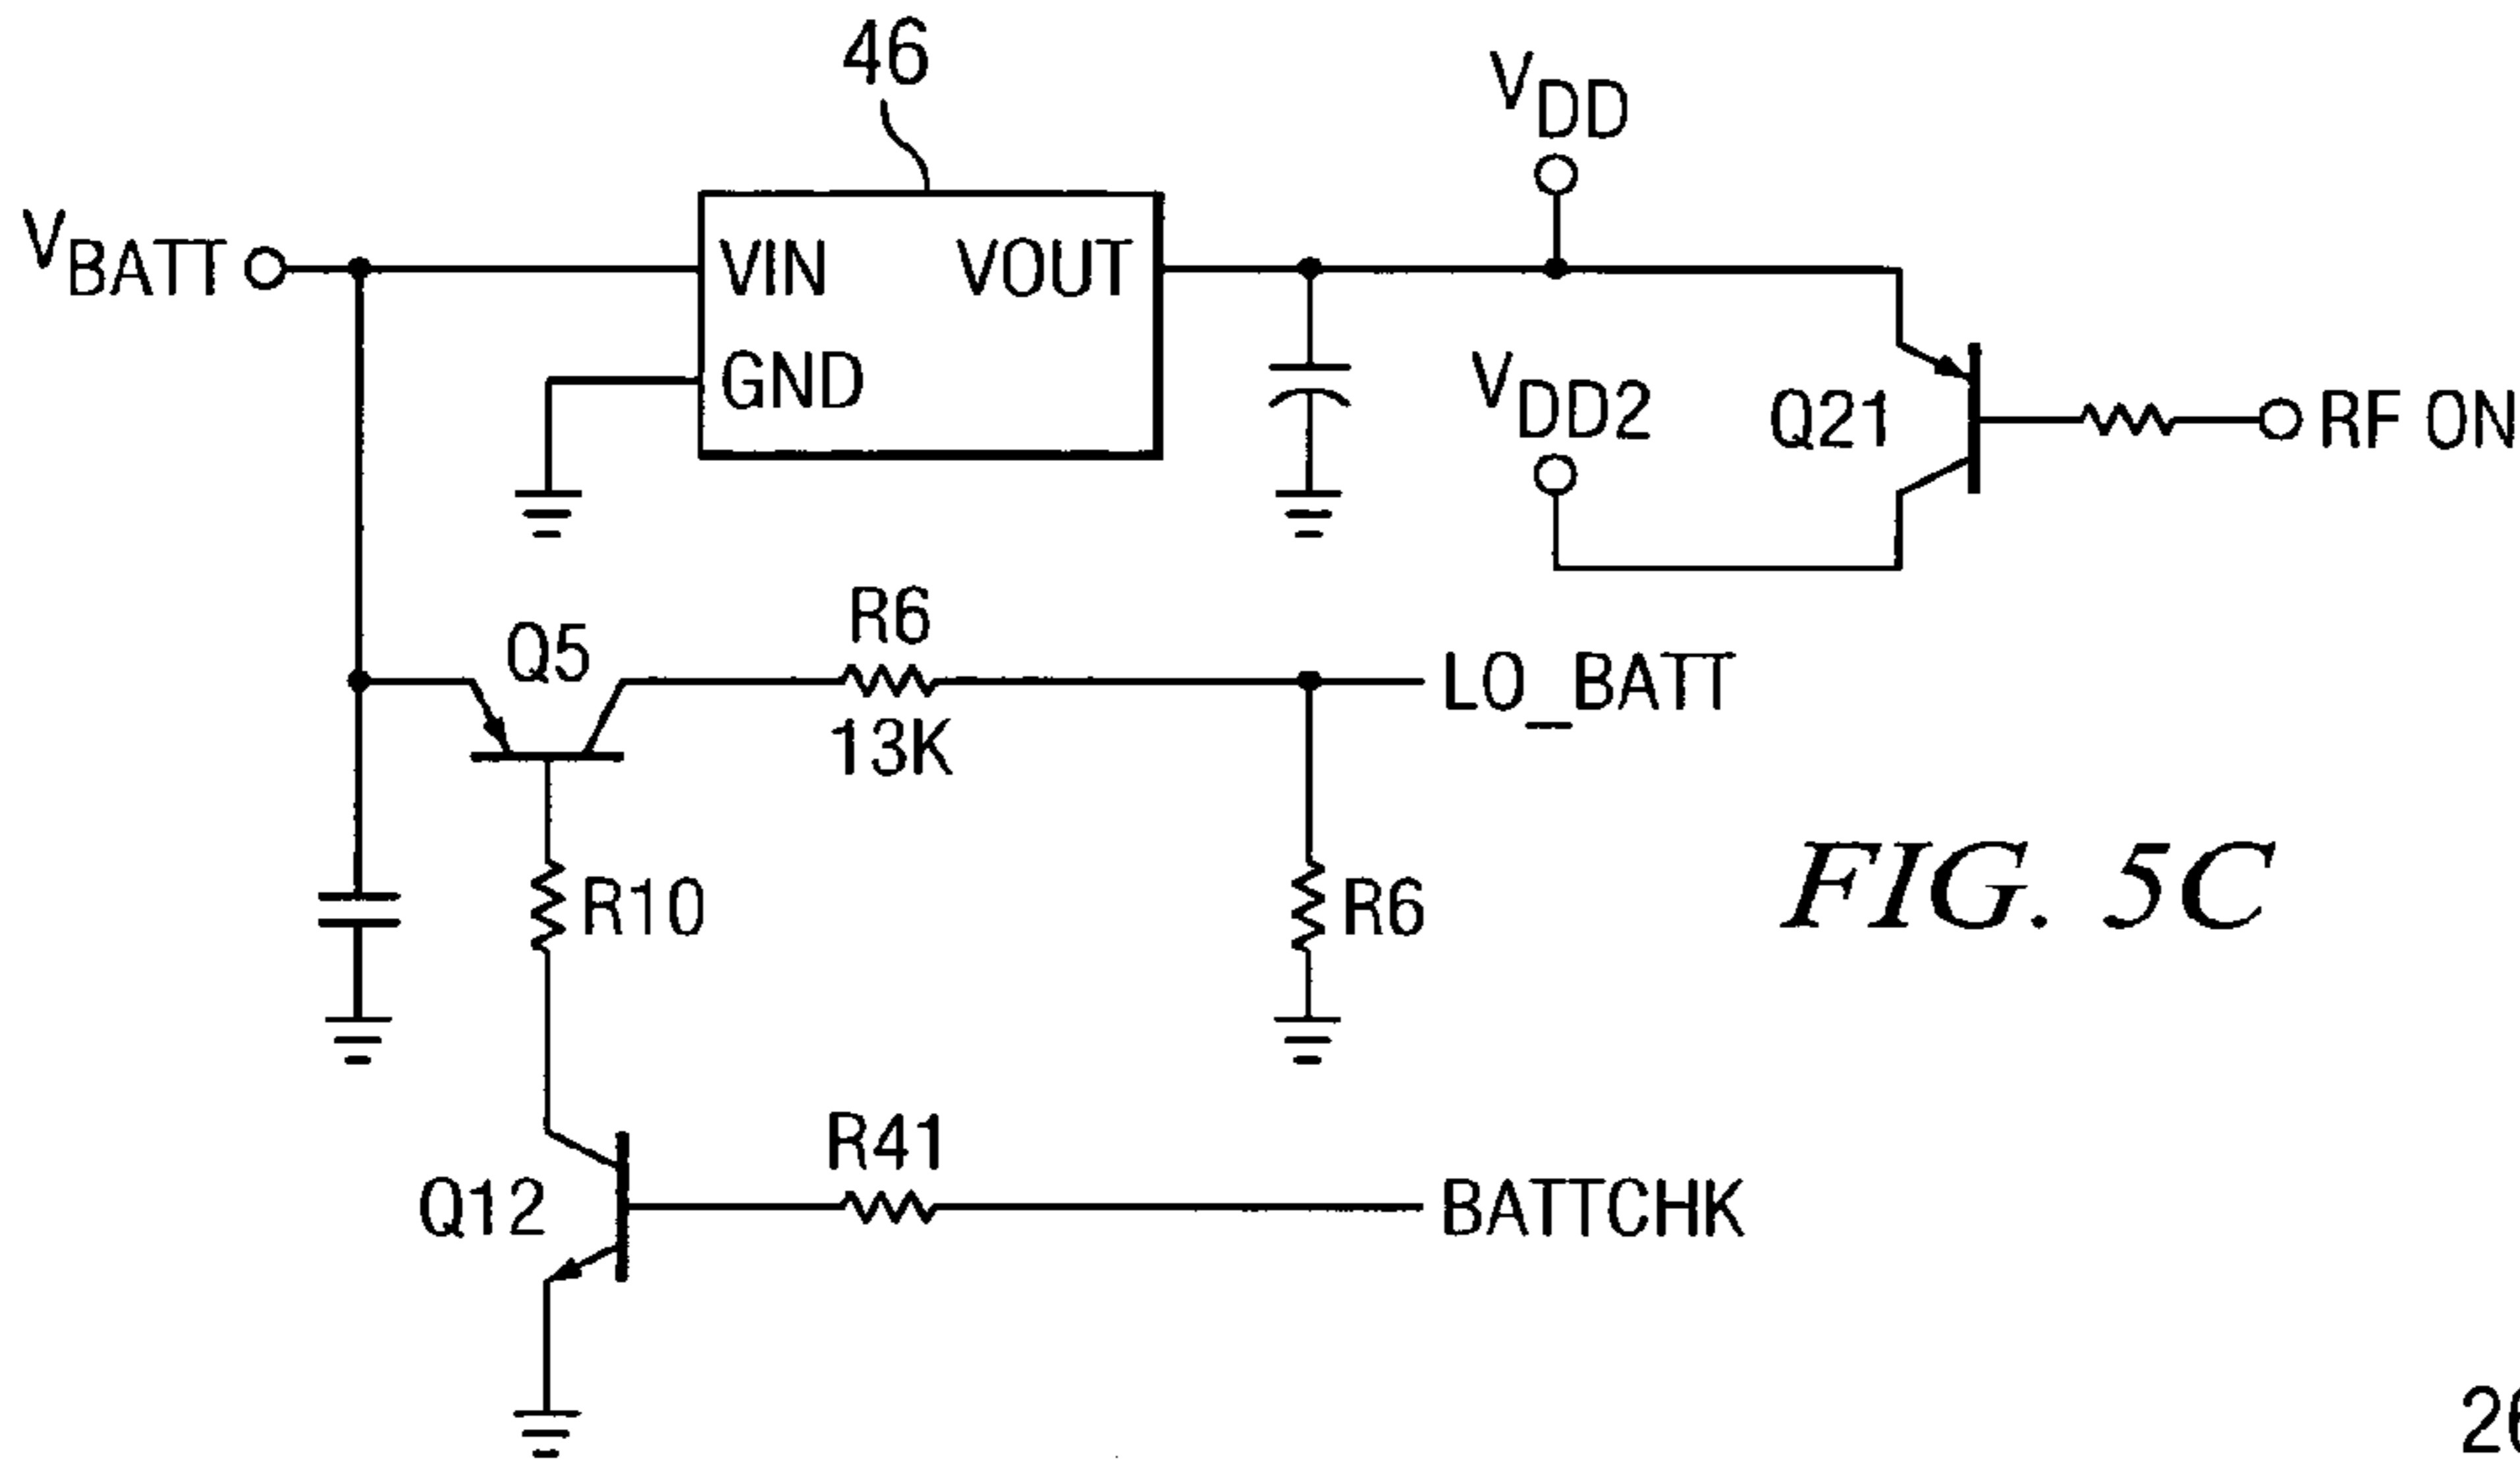 46
VDD
VBATT
VIN
VOUT
GND
VDD2
Q21
RF ON
Q5
R6
13K
LO_BATT
R10
R6
FIG. 5C
Q12
R41
BATTCHK